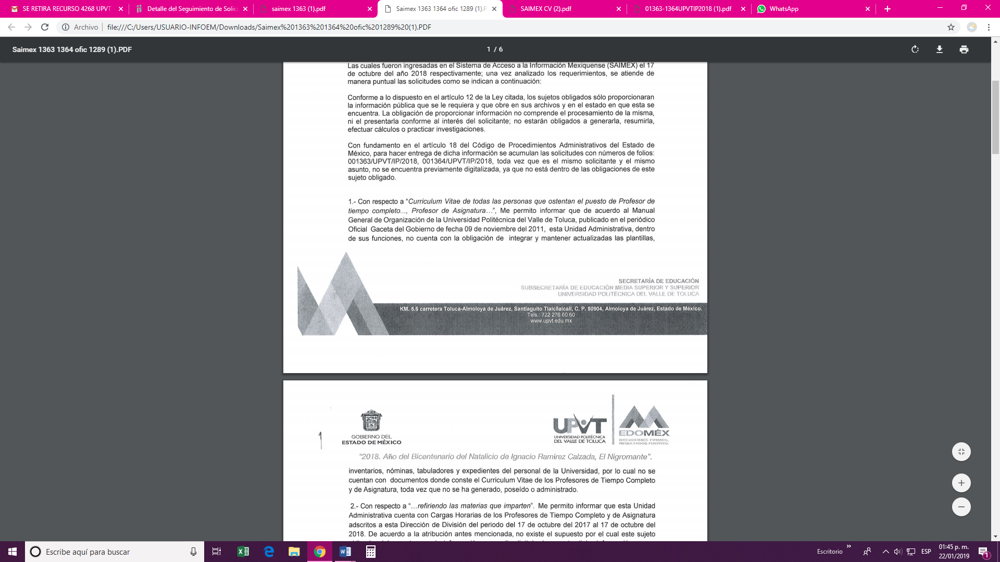 SE RETIRA RECURSO 4268 UPVT
Detalle del Seguimiento de Solici
saimex 1363 (1).pdf
Saimex 1363 1364 ofic 1289 (1).P
SAIMEX CV (2).pdf
01363-1364UPVTIP2018 (1).pdf
WhatsApp
Archivo
file:///C:/Users/USUARIO-INFOEM/Downloads/Saimex%201363%201364%20ofic%201289%20(1).PDF
Saimex 1363 1364 ofic 1289 (1).PDF
1 / 6
Las cuales fueron ingresadas en el Sistema de Acceso a la Información Mexiquense (SAIMEX) el 17
de octubre del año 2018 respectivamente; una vez analizado los requerimientos, se atiende de
manera puntual las solicitudes como se indican a continuación:
Conforme a lo dispuesto en el artículo 12 de la Ley citada, los sujetos obligados sólo proporcionaran
la información pública que se le requiera y que obre en sus archivos y en el estado en que esta se
encuentra. La obligación de proporcionar información no comprende el procesamiento de la misma,
ni el presentarla conforme al interés del solicitante; no estarán obligados a generarla, resumirla,
efectuar cálculos o practicar investigaciones.
Con fundamento en el artículo 18 del Código de Procedimientos Administrativos del Estado de
México, para hacer entrega de dicha información se acumulan las solicitudes con números de folios:
001363/UPVT/IP/2018, 001364/UPVT/IP/2018, toda vez que es el mismo solicitante y el mismo
asunto, no se encuentra previamente digitalizada, ya que no está dentro de las obligaciones de este
sujeto obligado.
1.- Con respecto a “Curriculum Vitae de todas las personas que ostentan el puesto de Profesor de
tiempo completo..., Profesor de Asignatura...”, Me permito informar que de acuerdo al Manual
General de Organización de la Universidad Politécnica del Valle de Toluca, publicado en el periódico
Oficial Gaceta del Gobierno de fecha 09 de noviembre del 2011, esta Unidad Administrativa, dentro
de sus funciones, no cuenta con la obligación de integrar y mantener actualizadas las plantillas,
SECRETARÍA DE EDUCACIÓN
SUBSECRETARÍA DE EDUCACIÓN MEDIA SUPERIOR Y SUPERIOR
UNIVERSIDAD POLITÉCNICA DEL VALLE DE TOLUCA
KM. 5.6 carretera Toluca-Almoloya de Juárez, Santiaguito Tlalcilalcali, C. P. 50904, Almoloya de Juárez, Estado de México.
Tels.: 722 276 60 60
www.upvt.edu.mx
GOBIERNO DEL
ESTADO DE MÉXICO
UPVT
UNIVERSIDAD POLITÉCNICA
DEL VALLE DE TOLUCA
EDOMÉX
DECISIONES FIRMES,
RESULTADOS FUERTES.
“2018. Año del Bicentenario del Natalicio de Ignacio Ramírez Calzada, El Nigromante”.
inventarios, nóminas, tabuladores y expedientes del personal de la Universidad, por lo cual no se
cuentan con documentos donde conste el Curriculum Vitae de los Profesores de Tiempo Completo
y de Asignatura, toda vez que no se ha generado, poseído o administrado.
2.- Con respecto a “...refiriendo las materias que imparten”. Me permito informar que esta Unidad
Administrativa cuenta con Cargas Horarias de los Profesores de Tiempo Completo y de Asignatura
adscritos a esta Dirección de División del periodo del 17 de octubre del 2017 al 17 de octubre del
2018. De acuerdo a la atribución antes mencionada, no existe el supuesto por el cual este sujeto
Escribe aquí para buscar
Escritorio
ESP
01:45 p. m.
22/01/2019
1